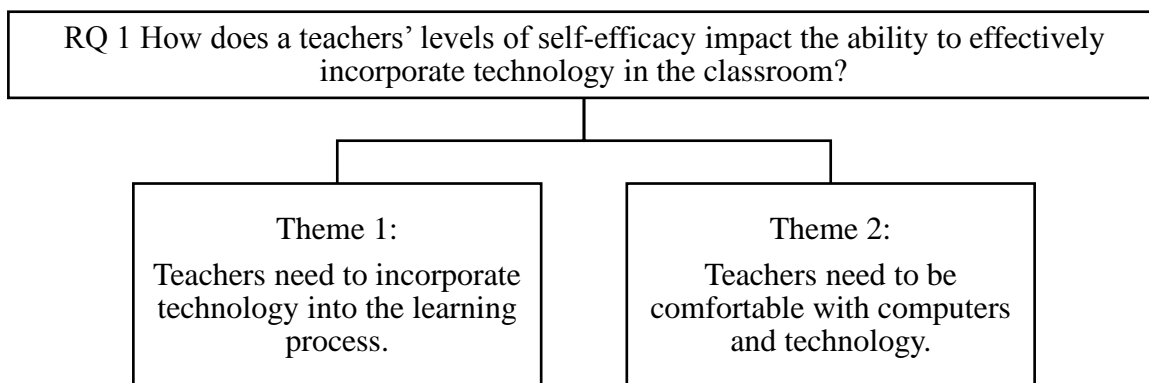 RQ 1 How does a teachers’ levels of self-efficacy impact the ability to effectively
incorporate technology in the classroom?
Theme 1:
Teachers need to incorporate
technology into the learning
process.
Theme 2:
Teachers need to be
comfortable with computers
and technology.